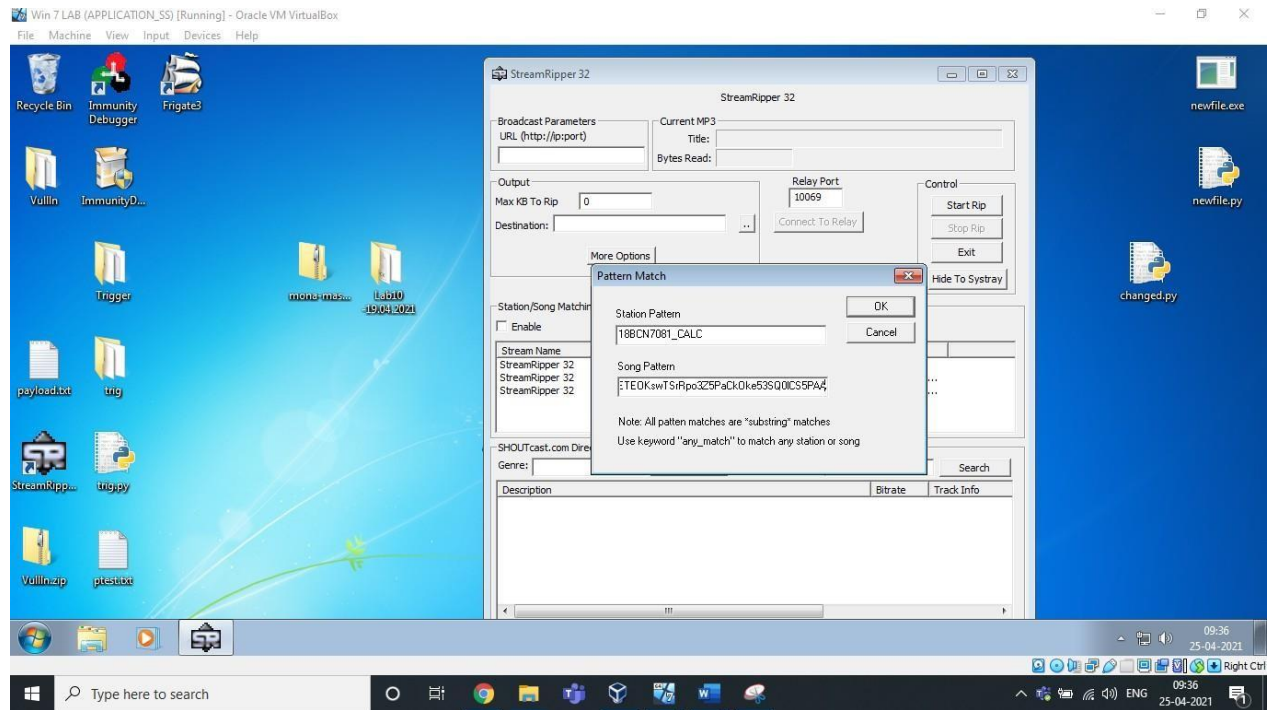 Win 7 LAB (APPLICATION_SS) [Running] - Oracle VM VirtualBox
File Machine View Input Devices Help
Recycle Bin
Immunity Debugger
Frigate3
VulIn
ImmunityD...
Trigger
mona-mas...
Lab10 -19.04.2021
payload.txt
trig
StreamRipp...
trig.py
VulIn.zip
ptest.txt
newfile.exe
newfile.py
changed.py
StreamRipper 32
StreamRipper 32
Broadcast Parameters
URL (http://ip:port)
Current MP3
Title:
Bytes Read:
Output
Max KB To Rip 0
Destination:
..
More Options
Relay Port
10069
Connect To Relay
Control
Start Rip
Stop Rip
Exit
Hide To Systray
Station/Song Matchin
Enable
Stream Name
StreamRipper 32
StreamRipper 32
StreamRipper 32
...
...
Pattern Match
Station Pattern
18BCN7081_CALC
Song Pattern
OK
Cancel
Note: All patten matches are *substring* matches
Use keyword "any_match" to match any station or song
SHOUTcast.com Dire
Genre:
Search
Description Bitrate Track Info
09:36
25-04-2021
Right Ctrl
Type here to search
ENG
09:36
25-04-2021